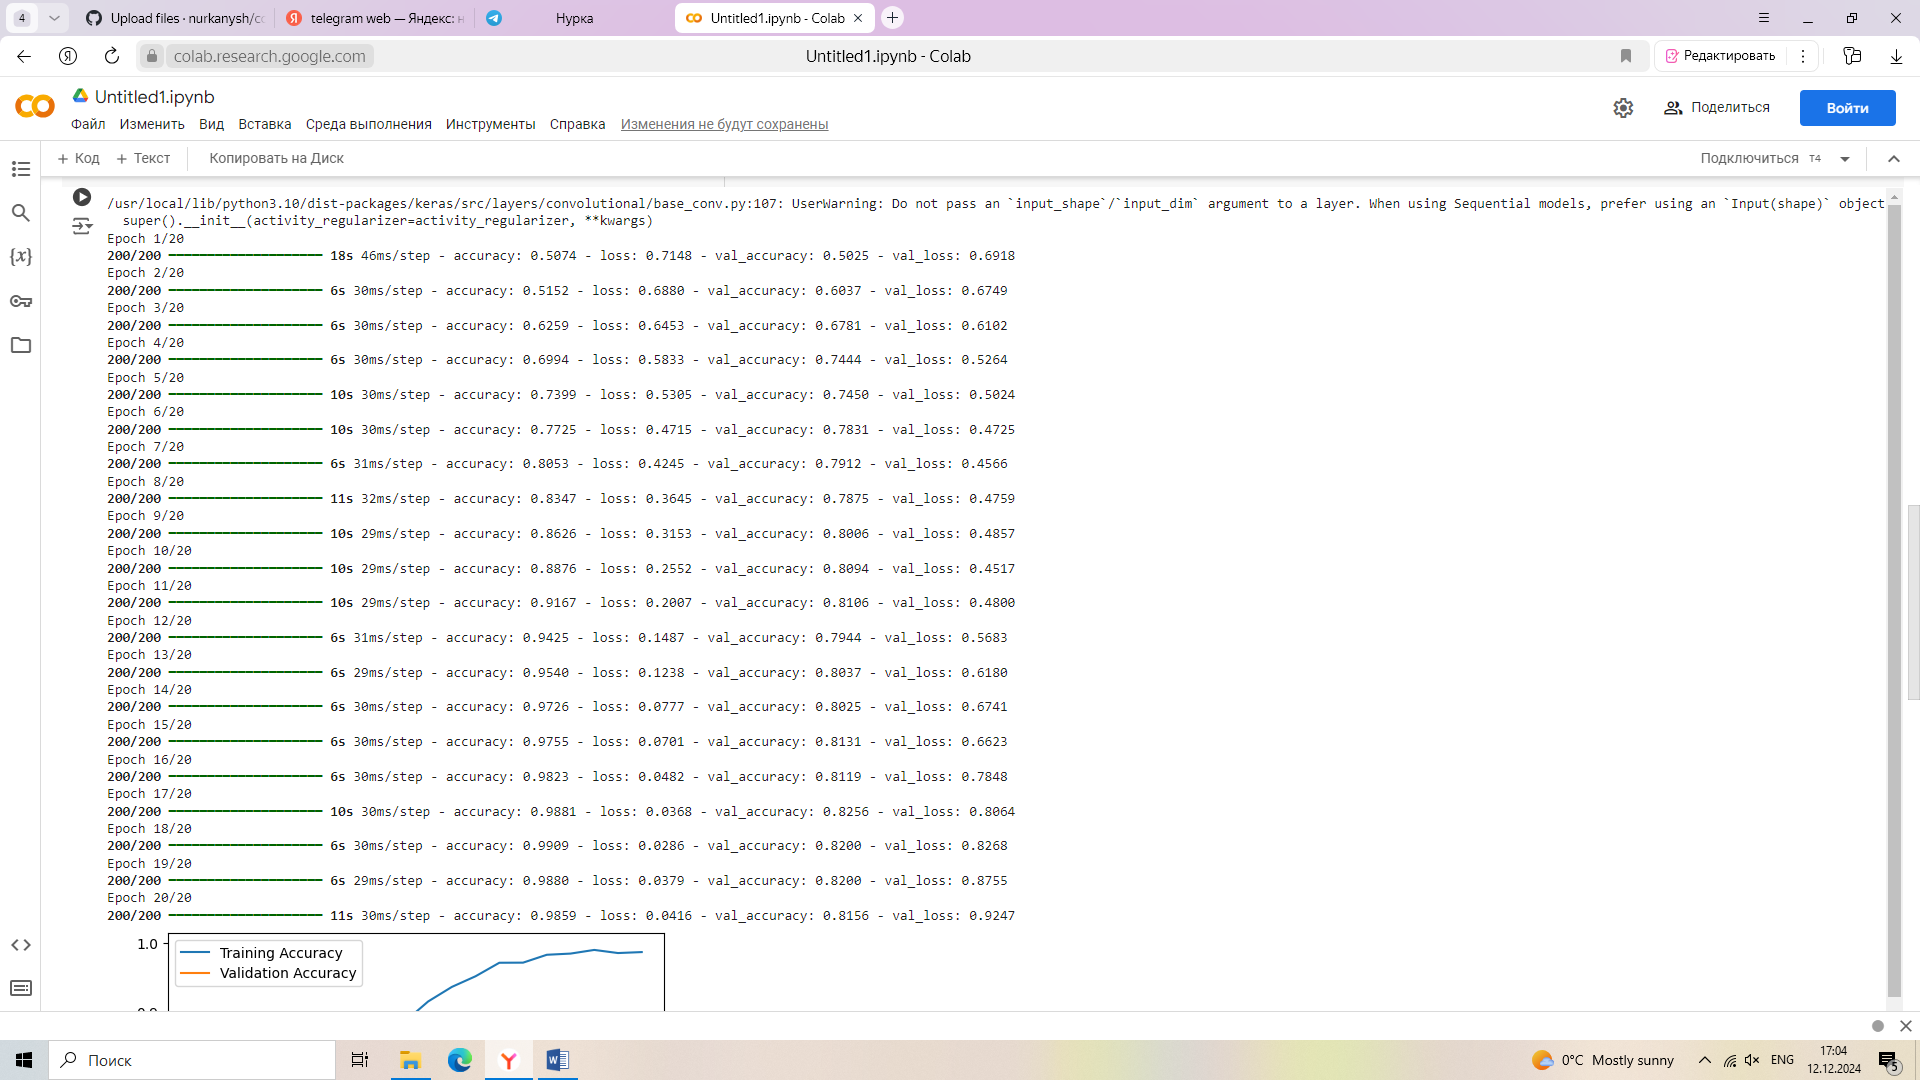 4
Upload files · nurkanysh/cc
telegram web — Яндекс: н
Нурка
Untitled1.ipynb - Colab
colab.research.google.com
Untitled1.ipynb - Colab
Редактировать
Untitled1.ipynb
Файл Изменить Вид Вставка Среда выполнения Инструменты Справка Изменения не будут сохранены
Поделиться
Войти
+ Код + Текст Копировать на Диск
Подключиться T4
/usr/local/lib/python3.10/dist-packages/keras/src/layers/convolutional/base_conv.py:107: UserWarning: Do not pass an `input_shape`/`input_dim` argument to a layer. When using Sequential models, prefer using an `Input(shape)` object
super().__init__(activity_regularizer=activity_regularizer, **kwargs)
Epoch 1/20
200/200 ━━━━━━━━━━━━━━━━━━━━ 18s 46ms/step - accuracy: 0.5074 - loss: 0.7148 - val_accuracy: 0.5025 - val_loss: 0.6918
Epoch 2/20
200/200 ━━━━━━━━━━━━━━━━━━━━ 6s 30ms/step - accuracy: 0.5152 - loss: 0.6880 - val_accuracy: 0.6037 - val_loss: 0.6749
Epoch 3/20
200/200 ━━━━━━━━━━━━━━━━━━━━ 6s 30ms/step - accuracy: 0.6259 - loss: 0.6453 - val_accuracy: 0.6781 - val_loss: 0.6102
Epoch 4/20
200/200 ━━━━━━━━━━━━━━━━━━━━ 6s 30ms/step - accuracy: 0.6994 - loss: 0.5833 - val_accuracy: 0.7444 - val_loss: 0.5264
Epoch 5/20
200/200 ━━━━━━━━━━━━━━━━━━━━ 10s 30ms/step - accuracy: 0.7399 - loss: 0.5305 - val_accuracy: 0.7450 - val_loss: 0.5024
Epoch 6/20
200/200 ━━━━━━━━━━━━━━━━━━━━ 10s 30ms/step - accuracy: 0.7725 - loss: 0.4715 - val_accuracy: 0.7831 - val_loss: 0.4725
Epoch 7/20
200/200 ━━━━━━━━━━━━━━━━━━━━ 6s 31ms/step - accuracy: 0.8053 - loss: 0.4245 - val_accuracy: 0.7912 - val_loss: 0.4566
Epoch 8/20
200/200 ━━━━━━━━━━━━━━━━━━━━ 11s 32ms/step - accuracy: 0.8347 - loss: 0.3645 - val_accuracy: 0.7875 - val_loss: 0.4759
Epoch 9/20
200/200 ━━━━━━━━━━━━━━━━━━━━ 10s 29ms/step - accuracy: 0.8626 - loss: 0.3153 - val_accuracy: 0.8006 - val_loss: 0.4857
Epoch 10/20
200/200 ━━━━━━━━━━━━━━━━━━━━ 10s 29ms/step - accuracy: 0.8876 - loss: 0.2552 - val_accuracy: 0.8094 - val_loss: 0.4517
Epoch 11/20
200/200 ━━━━━━━━━━━━━━━━━━━━ 10s 29ms/step - accuracy: 0.9167 - loss: 0.2007 - val_accuracy: 0.8106 - val_loss: 0.4800
Epoch 12/20
200/200 ━━━━━━━━━━━━━━━━━━━━ 6s 31ms/step - accuracy: 0.9425 - loss: 0.1487 - val_accuracy: 0.7944 - val_loss: 0.5683
Epoch 13/20
200/200 ━━━━━━━━━━━━━━━━━━━━ 6s 29ms/step - accuracy: 0.9540 - loss: 0.1238 - val_accuracy: 0.8037 - val_loss: 0.6180
Epoch 14/20
200/200 ━━━━━━━━━━━━━━━━━━━━ 6s 30ms/step - accuracy: 0.9726 - loss: 0.0777 - val_accuracy: 0.8025 - val_loss: 0.6741
Epoch 15/20
200/200 ━━━━━━━━━━━━━━━━━━━━ 6s 30ms/step - accuracy: 0.9755 - loss: 0.0701 - val_accuracy: 0.8131 - val_loss: 0.6623
Epoch 16/20
200/200 ━━━━━━━━━━━━━━━━━━━━ 6s 30ms/step - accuracy: 0.9823 - loss: 0.0482 - val_accuracy: 0.8119 - val_loss: 0.7848
Epoch 17/20
200/200 ━━━━━━━━━━━━━━━━━━━━ 10s 30ms/step - accuracy: 0.9881 - loss: 0.0368 - val_accuracy: 0.8256 - val_loss: 0.8064
Epoch 18/20
200/200 ━━━━━━━━━━━━━━━━━━━━ 6s 30ms/step - accuracy: 0.9909 - loss: 0.0286 - val_accuracy: 0.8200 - val_loss: 0.8268
Epoch 19/20
200/200 ━━━━━━━━━━━━━━━━━━━━ 6s 29ms/step - accuracy: 0.9880 - loss: 0.0379 - val_accuracy: 0.8200 - val_loss: 0.8755
Epoch 20/20
200/200 ━━━━━━━━━━━━━━━━━━━━ 11s 30ms/step - accuracy: 0.9859 - loss: 0.0416 - val_accuracy: 0.8156 - val_loss: 0.9247
1.0
Training Accuracy
Validation Accuracy
Поиск
0°C Mostly sunny
ENG
17:04
12.12.2024
5